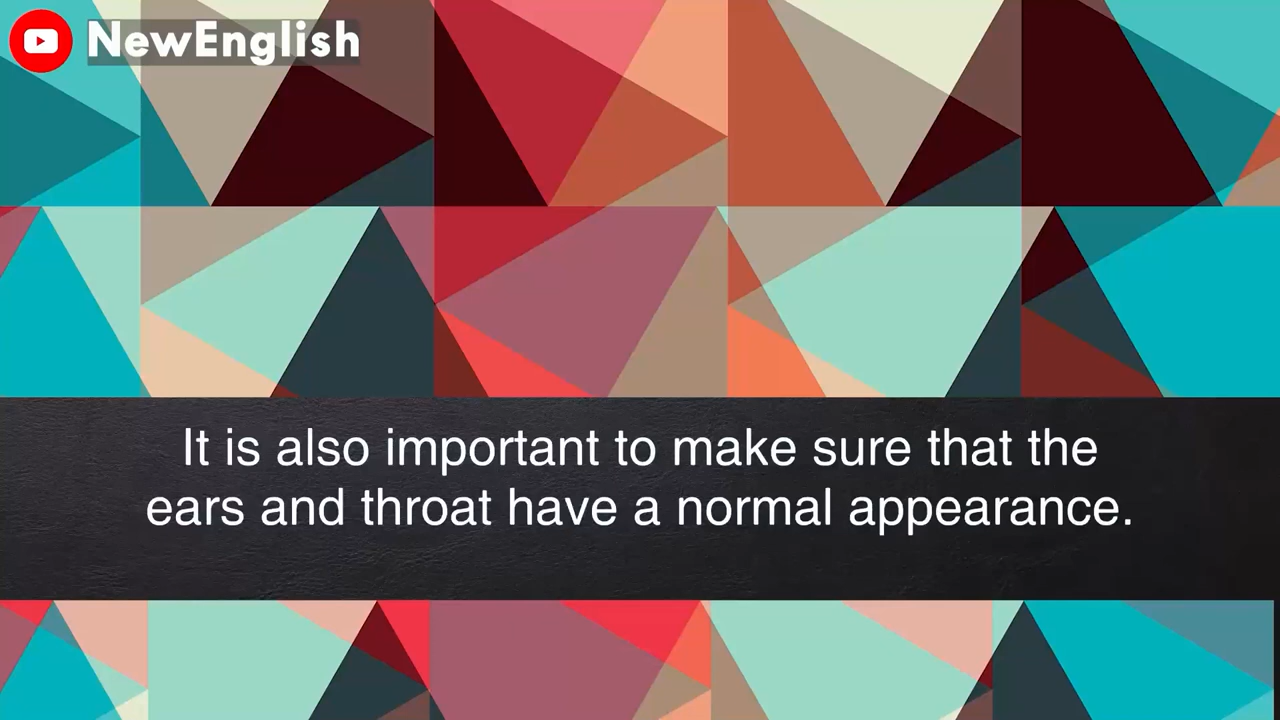 NewEnglish
It is also important to make sure that the
ears and throat have a normal appearance.